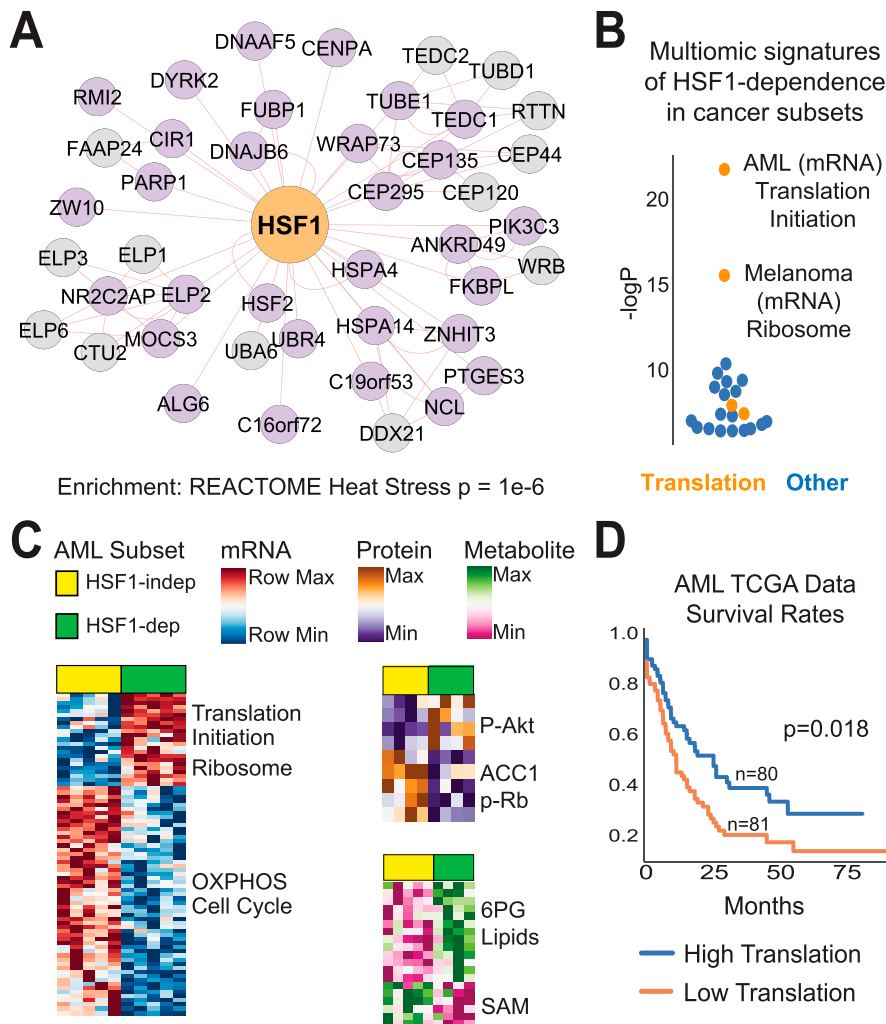 A
DNAAF5
CENPA
TEDC2
TUBD1
DYRK2
RMI2
FUBP1
TUBE1
RTTN
TEDC1
CIR1
FAAP24
DNAJB6
WRAP73
CEP135
CEP44
PARP1
CEP295
CEP120
ZW10
HSF1
PIK3C3
ANKRD49
ELP3
ELP1
HSPA4
WRB
NR2C2AP
ELP2
HSF2
FKBPL
ELP6
MOCS3
UBR4
HSPA14
ZNHIT3
CTU2
UBA6
C19orf53
PTGES3
ALG6
NCL
C16orf72
DDX21
Enrichment: REACTOME Heat Stress p = 1e-6
B
Multiomic signatures
of HSF1-dependence
in cancer subsets
-logP
20
15
10
AML (mRNA)
Translation
Initiation
Melanoma
(mRNA)
Ribosome
Translation Other
C
AML Subset
HSF1-indep
HSF1-dep
mRNA
Row Max
Row Min
Protein
Max
Min
Metabolite
Max
Min
Translation
Initiation
Ribosome
OXPHOS
Cell Cycle
P-Akt
ACC1
p-Rb
6PG
Lipids
SAM
D
AML TCGA Data
Survival Rates
1.0
0.8
0.6
0.4
0.2
p=0.018
n=80
n=81
0 25 50 75
Months
High Translation
Low Translation